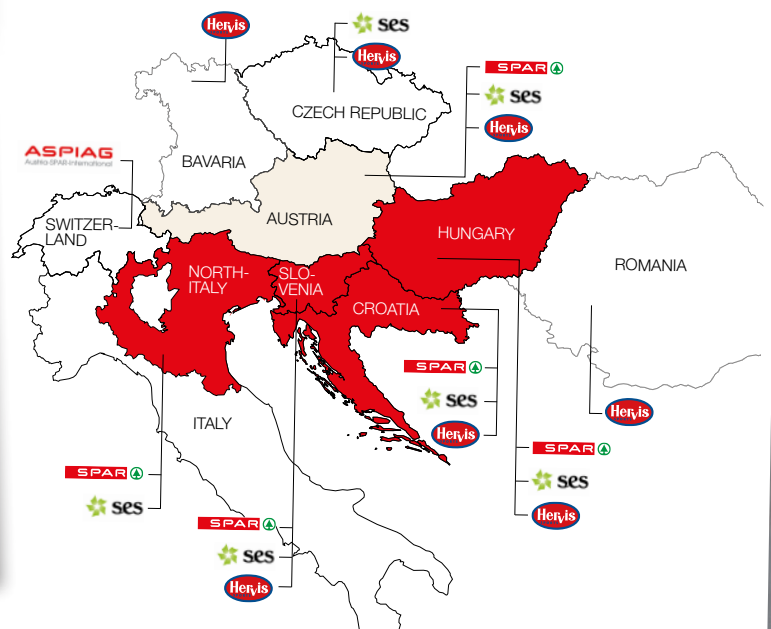 Hervis
ses
Hervis
SPAR
ses
Hervis
CZECH REPUBLIC
ASPIAG
Austria-SPAR-International
BAVARIA
SWITZER-
LAND
AUSTRIA
HUNGARY
ROMANIA
NORTH-
ITALY
SLO-
VENIA
CROATIA
SPAR
ses
Hervis
Hervis
ITALY
SPAR
ses
SPAR
ses
Hervis
SPAR
ses
Hervis